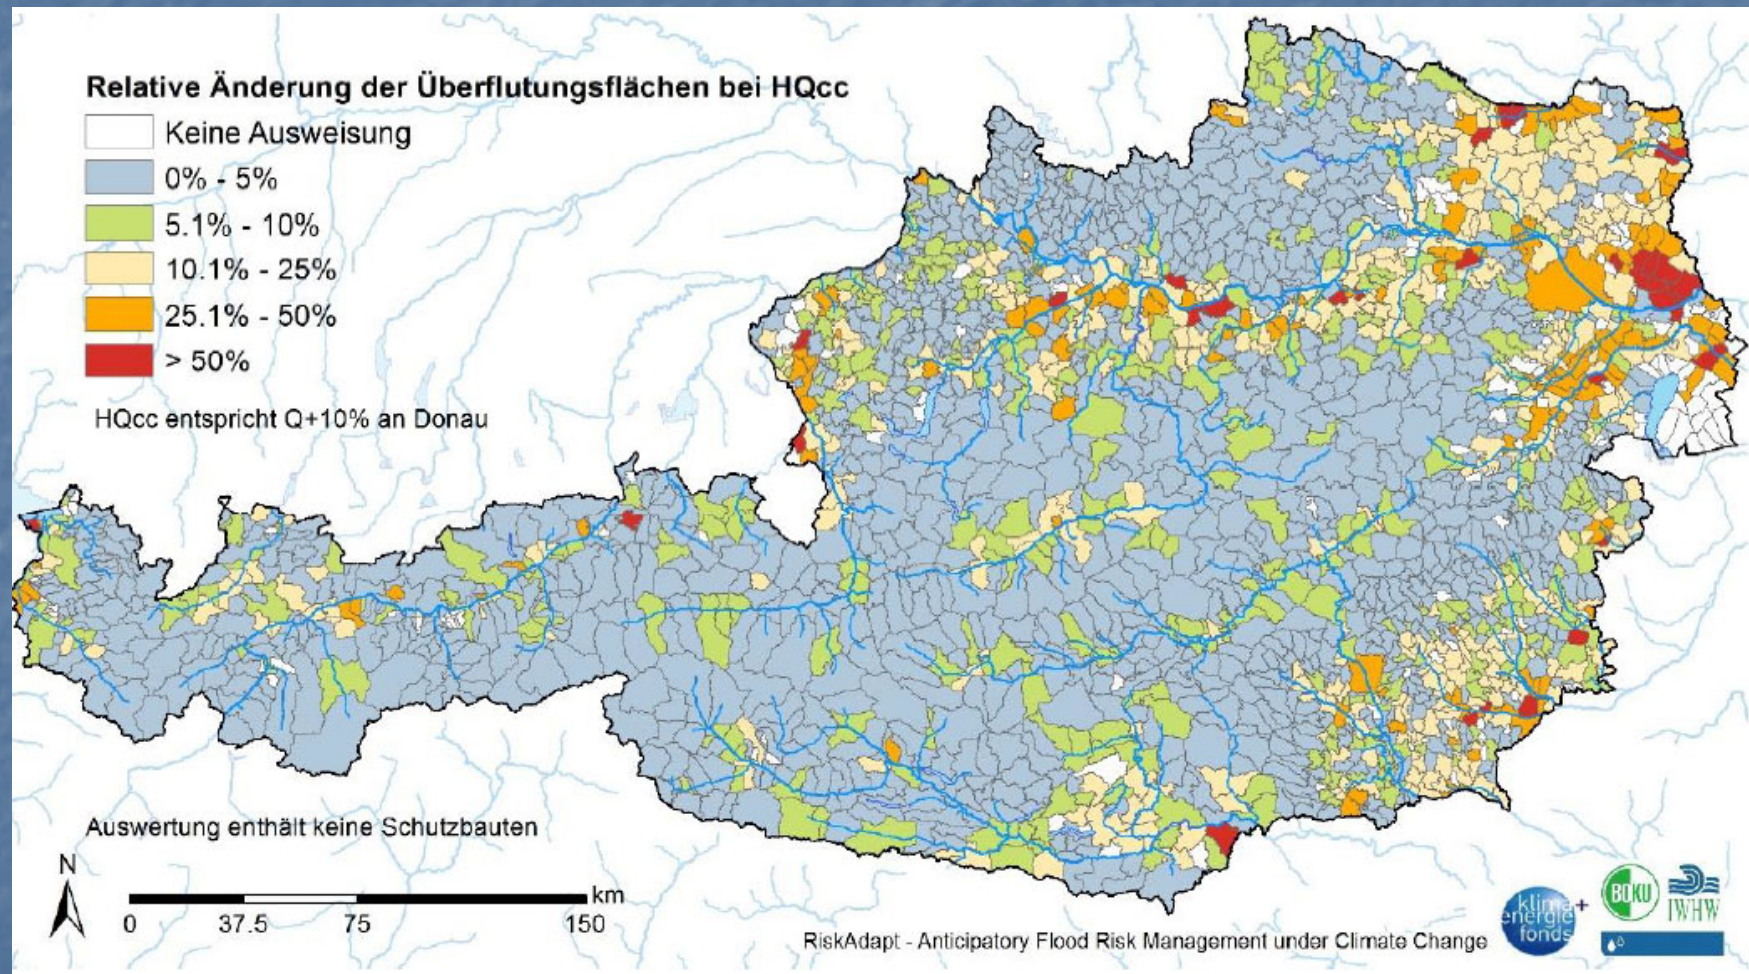 Relative Änderung der Überflutungsflächen bei HQcc
Keine Ausweisung
0% - 5%
5.1% - 10%
10.1% - 25%
25.1% - 50%
> 50%
HQcc entspricht Q+10% an Donau
Auswertung enthält keine Schutzbauten
N
km
0 37.5 75 150
RiskAdapt - Anticipatory Flood Risk Management under Climate Change
klima+
energie
fonds
BOKU
IWHW